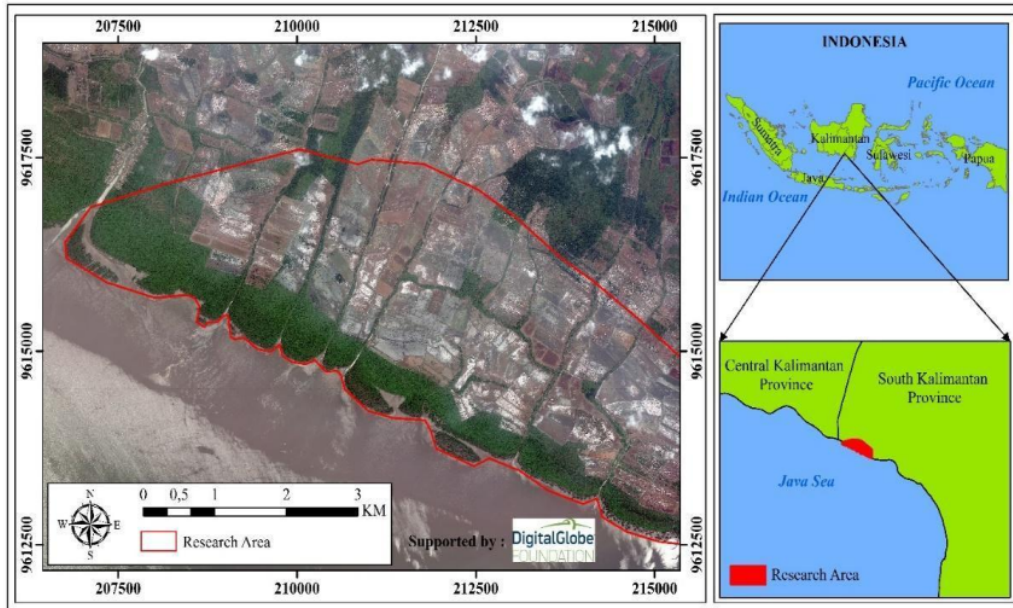 207500 210000 212500 215000
9617500 9617500
9615000 9615000
9612500 9612500
N
W E
S
0 0,5 1 2 3
KM
Research Area
Supported by :
DigitalGlobe
FOUNDATION
207500 210000 212500 215000
INDONESIA
Pacific Ocean
Sumatra
Kalimantan
Sulawesi
Papua
Java
Indian Ocean
Central Kalimantan
Province
South Kalimantan
Province
Java Sea
Research Area